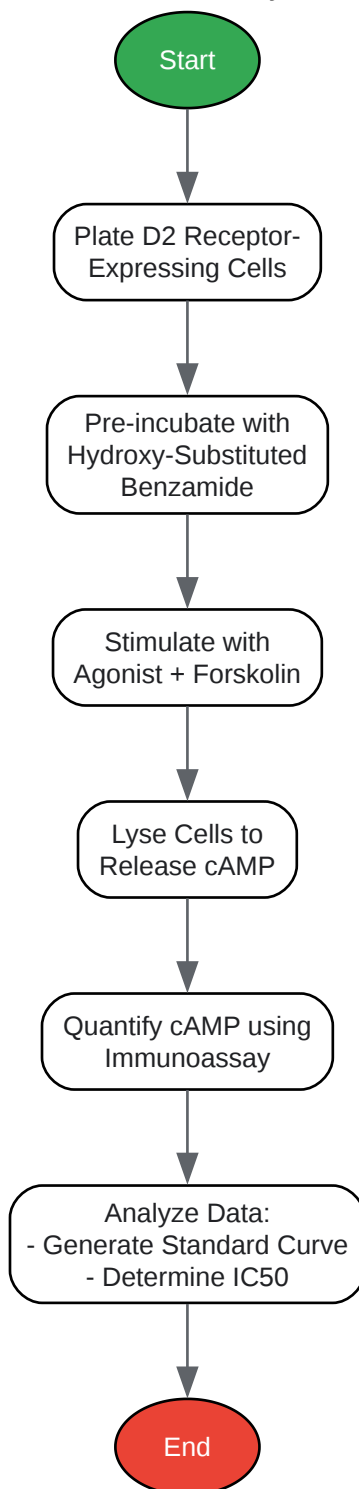 Start
Plate D2 Receptor-
Expressing Cells
Pre-incubate with
Hydroxy-Substituted
Benzamide
Stimulate with
Agonist + Forskolin
Lyse Cells to
Release cAMP
Quantify cAMP using
Immunoassay
Analyze Data:
- Generate Standard Curve
- Determine IC50
End